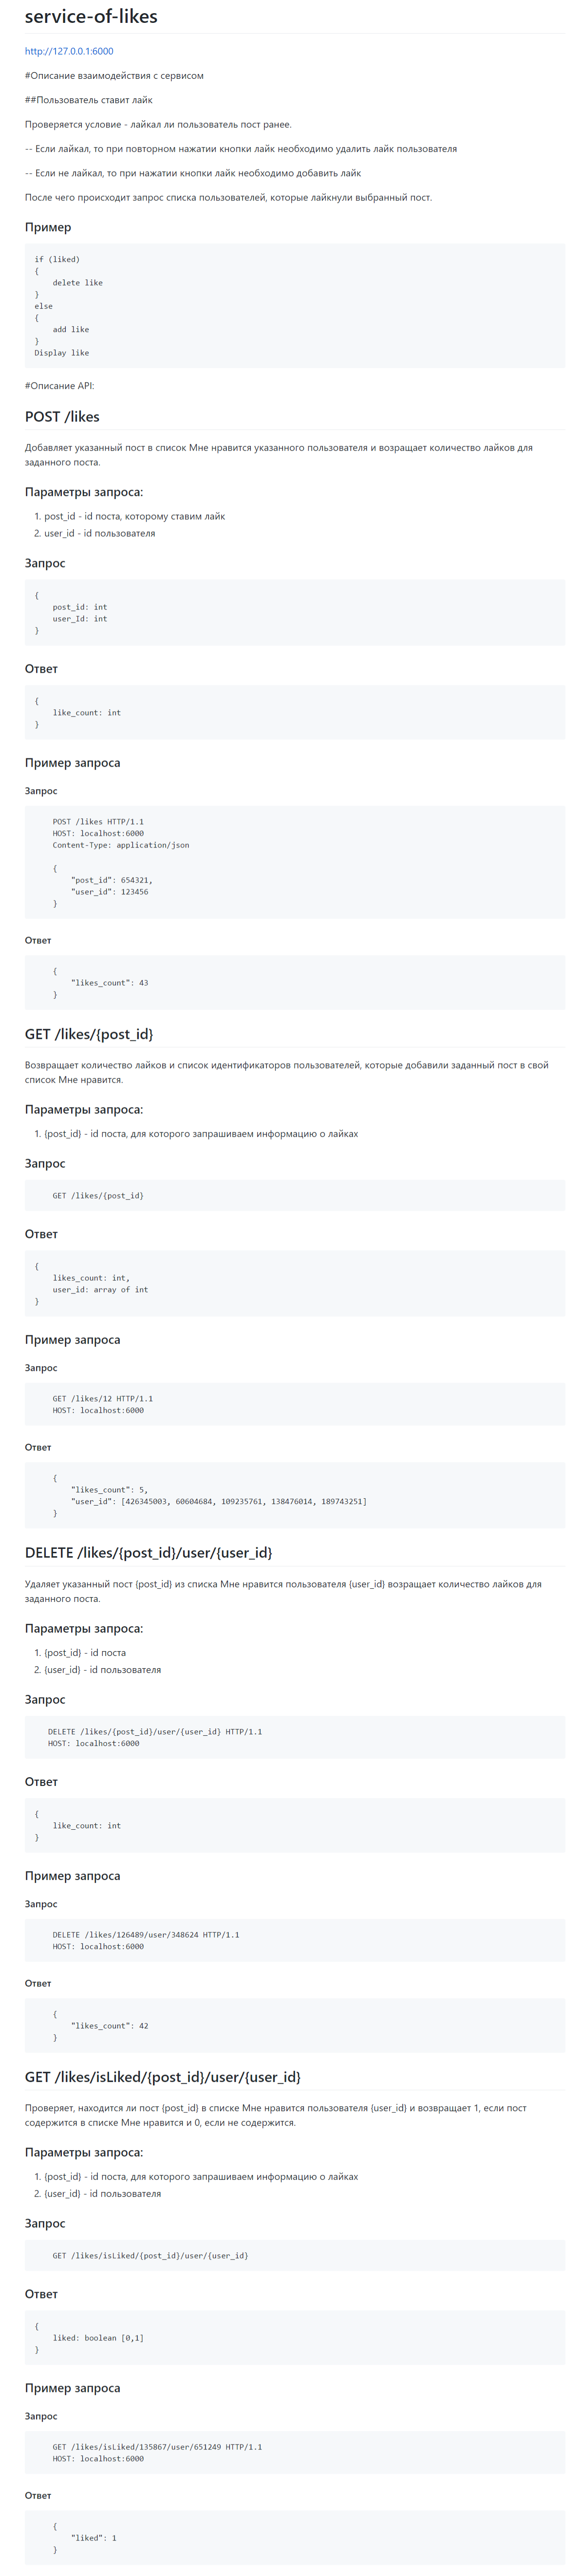 service-of-likes
http://127.0.0.1:6000
#Описание взаимодействия с сервисом
##Пользователь ставит лайк
Проверяется условие - лайкал ли пользователь пост ранее.
-- Если лайкал, то при повторном нажатии кнопки лайк необходимо удалить лайк пользователя
-- Если не лайкал, то при нажатии кнопки лайк необходимо добавить лайк
После чего происходит запрос списка пользователей, которые лайкнули выбранный пост.
Пример
if (liked)
{
    delete like
}
else
{
    add like
}
Display like
#Описание API:
POST /likes
Добавляет указанный пост в список Мне нравится указанного пользователя и возращает количество лайков для
заданного поста.
Параметры запроса:
1. post_id - id поста, которому ставим лайк
2. user_id - id пользователя
Запрос
{
    post_id: int
    user_Id: int
}
Ответ
{
    like_count: int
}
Пример запроса
Запрос
    POST /likes HTTP/1.1
    HOST: localhost:6000
    Content-Type: application/json
    {
        "post_id": 654321,
        "user_id": 123456
    }
Ответ
    {
        "likes_count": 43
    }
GET /likes/{post_id}
Возвращает количество лайков и список идентификаторов пользователей, которые добавили заданный пост в свой
список Мне нравится.
Параметры запроса:
1. {post_id} - id поста, для которого запрашиваем информацию о лайках
Запрос
    GET /likes/{post_id}
Ответ
{
    likes_count: int,
    user_id: array of int
}
Пример запроса
Запрос
    GET /likes/12 HTTP/1.1
    HOST: localhost:6000
Ответ
    {
        "likes_count": 5,
        "user_id": [426345003, 60604684, 109235761, 138476014, 189743251]
    }
DELETE /likes/{post_id}/user/{user_id}
Удаляет указанный пост {post_id} из списка Мне нравится пользователя {user_id} возращает количество лайков для
заданного поста.
Параметры запроса:
1. {post_id} - id поста
2. {user_id} - id пользователя
Запрос
   DELETE /likes/{post_id}/user/{user_id} HTTP/1.1
   HOST: localhost:6000
Ответ
{
    like_count: int
}
Пример запроса
Запрос
    DELETE /likes/126489/user/348624 HTTP/1.1
    HOST: localhost:6000
Ответ
    {
        "likes_count": 42
    }
GET /likes/isLiked/{post_id}/user/{user_id}
Проверяет, находится ли пост {post_id} в списке Мне нравится пользователя {user_id} и возвращает 1, если пост
содержится в списке Мне нравится и 0, если не содержится.
Параметры запроса:
1. {post_id} - id поста, для которого запрашиваем информацию о лайках
2. {user_id} - id пользователя
Запрос
    GET /likes/isLiked/{post_id}/user/{user_id}
Ответ
{
    liked: boolean [0,1]
}
Пример запроса
Запрос
    GET /likes/isLiked/135867/user/651249 HTTP/1.1
    HOST: localhost:6000
Ответ
    {
        "liked": 1
    }